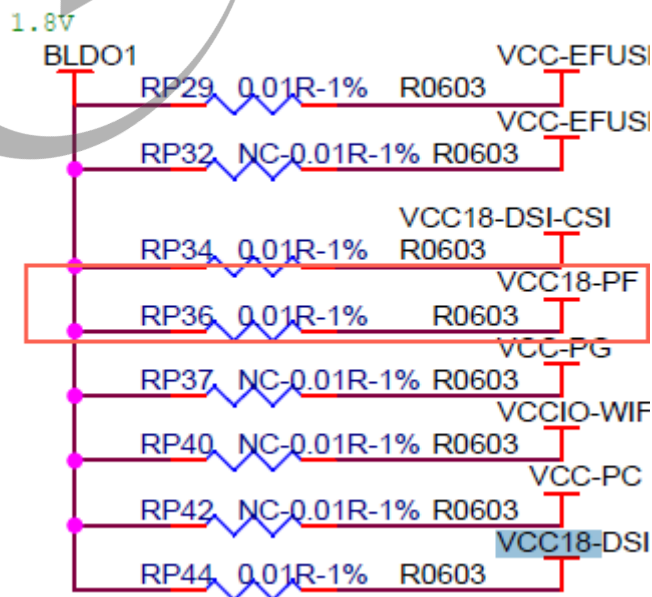 1.8V
BLDO1
VCC-EFUSE
RP29 0.01R-1% R0603
VCC-EFUSE
RP32 NC-0.01R-1% R0603
VCC18-DSI-CSI
RP34 0.01R-1% R0603
VCC18-PF
RP36 0.01R-1% R0603
VCC-PG
RP37 NC-0.01R-1% R0603
VCCIO-WIF
RP40 NC-0.01R-1% R0603
VCC-PC
RP42 NC-0.01R-1% R0603
VCC18-DSI
RP44 0.01R-1% R0603